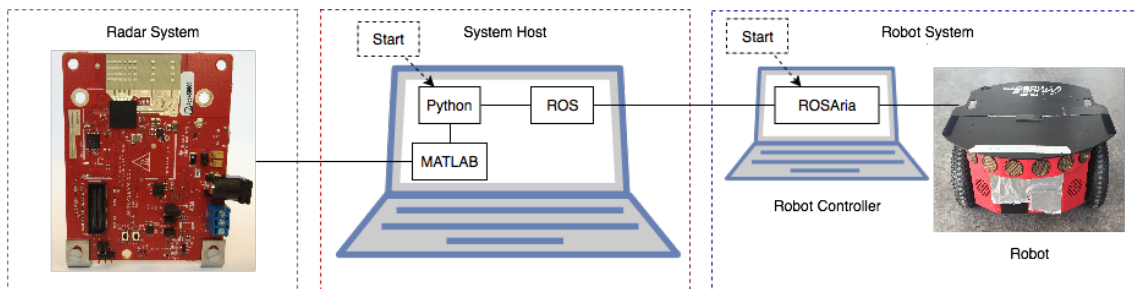 Radar System
System Host
Start
Python
ROS
MATLAB
Robot System
Start
ROSAria
Robot Controller
Robot